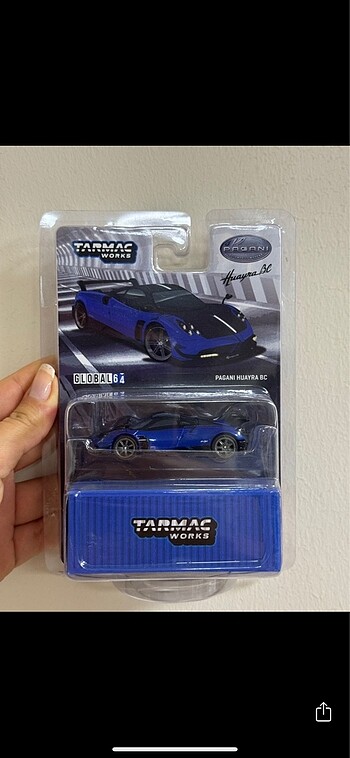 TARMAC
WORKS
PAGANI
Huayra BC
GLOBAL64
PAGANI HUAYRA BC
TARMAC
WORKS